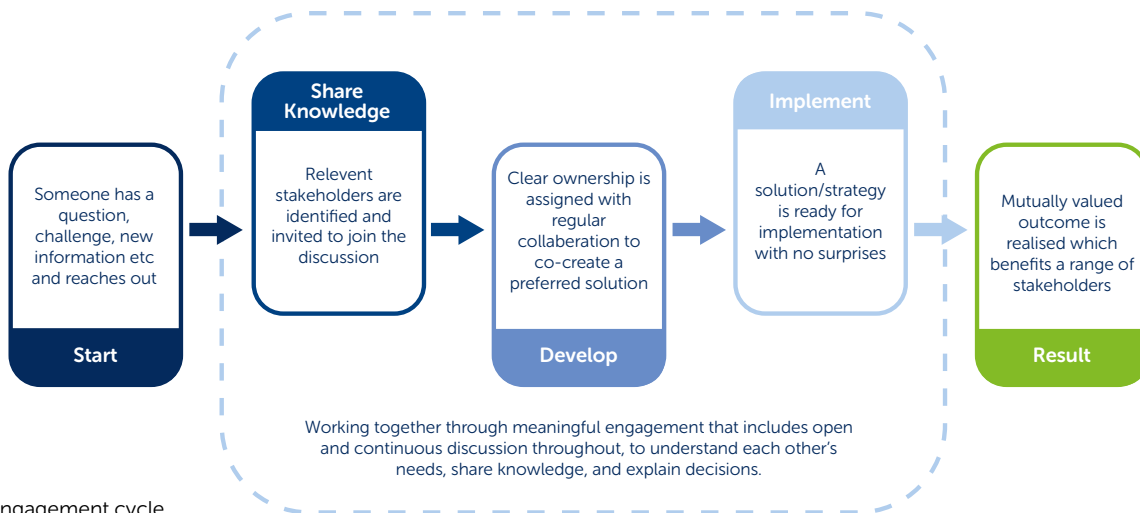 Someone has a
question,
challenge, new
information etc
and reaches out
Start
Share
Knowledge
Relevent
stakeholders are
identified and
invited to join the
discussion
Clear ownership is
assigned with
regular
collaberation to
co-create a
preferred solution
Develop
Implement
A
solution/strategy
is ready for
implementation
with no surprises
Mutually valued
outcome is
realised which
benefits a range of
stakeholders
Result
Working together through meaningful engagement that includes open
and continuous discussion throughout, to understand each other’s
needs, share knowledge, and explain decisions.
ngagement cycle